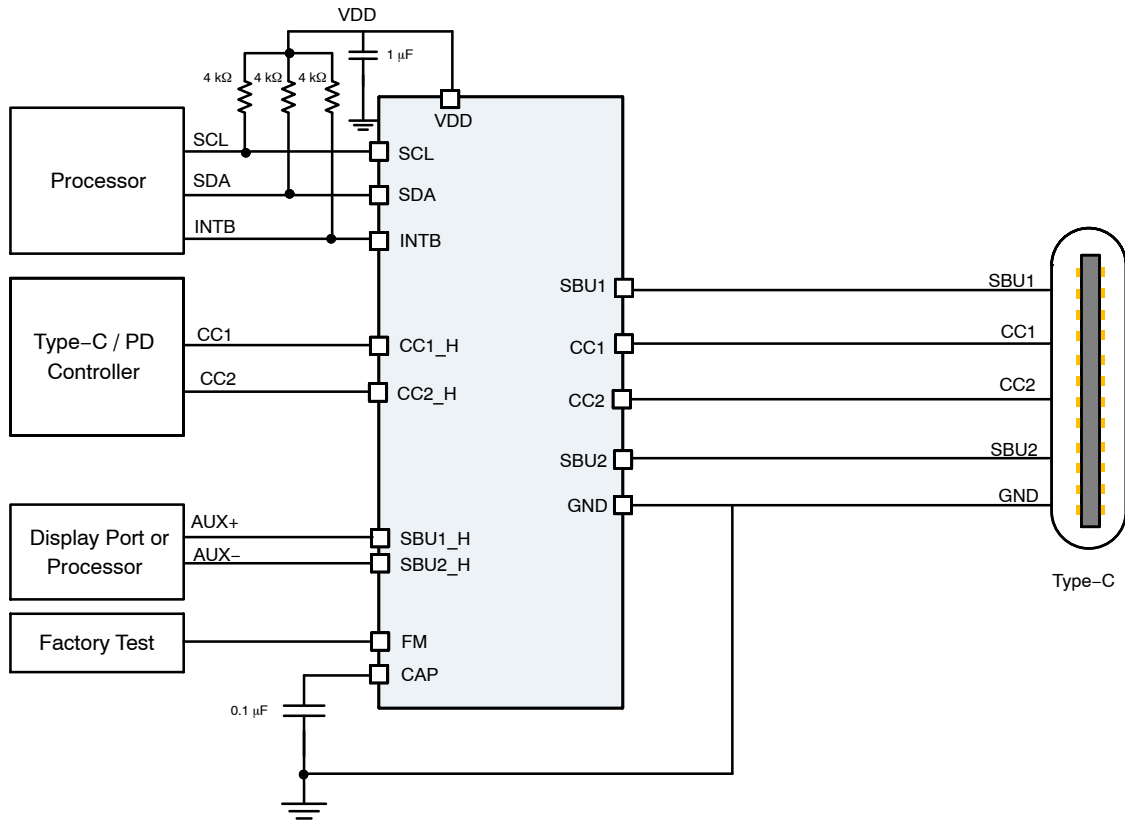 VDD
1 μF
4 kΩ
4 kΩ
4 kΩ
VDD
Processor
SCL
SDA
INTB
SCL
SDA
INTB
Type−C / PD
Controller
CC1
CC2
CC1_H
CC2_H
SBU1
CC1
CC2
SBU2
GND
SBU1
CC1
CC2
SBU2
GND
Type−C
Display Port or
Processor
AUX+
AUX−
SBU1_H
SBU2_H
Factory Test
FM
CAP
0.1 μF